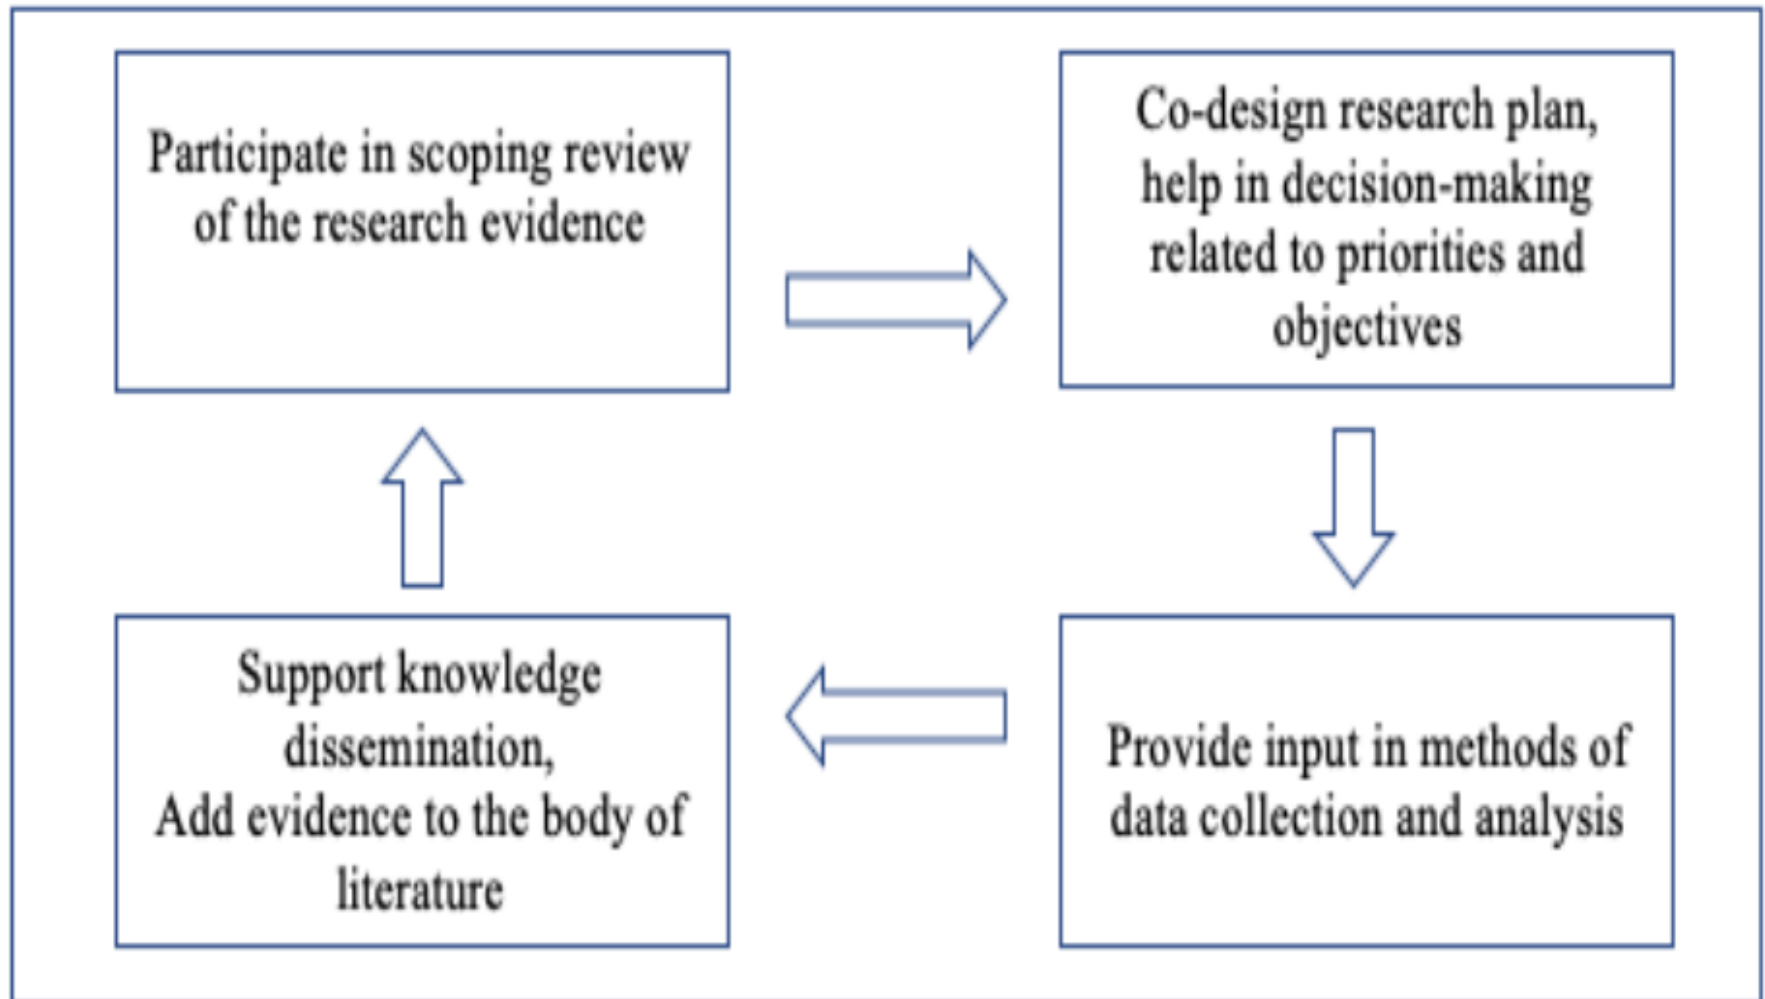 Participate in scoping review
of the research evidence
Co-design research plan,
help in decision-making
related to priorities and
objectives
Provide input in methods of
data collection and analysis
Support knowledge
dissemination,
Add evidence to the body of
literature